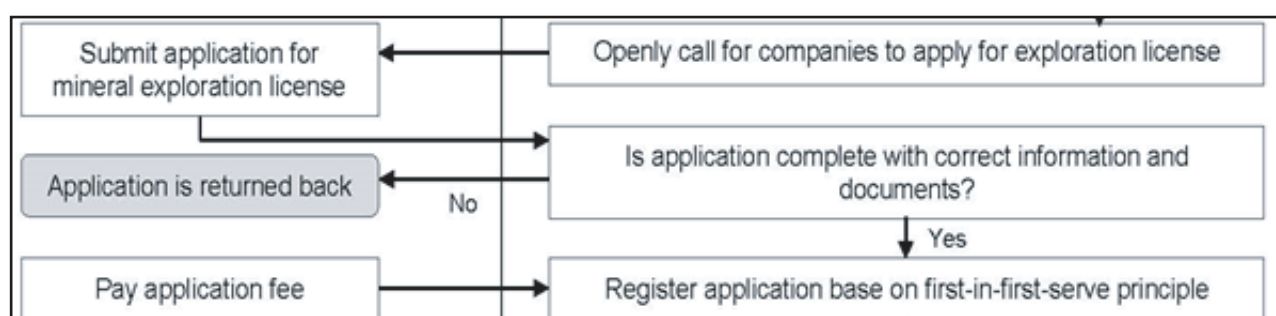 Submit application for
mineral exploration license
Openly call for companies to apply for exploration license
Is application complete with correct information and
documents?
Application is returned back
No
Yes
Pay application fee
Register application base on first-in-first-serve principle